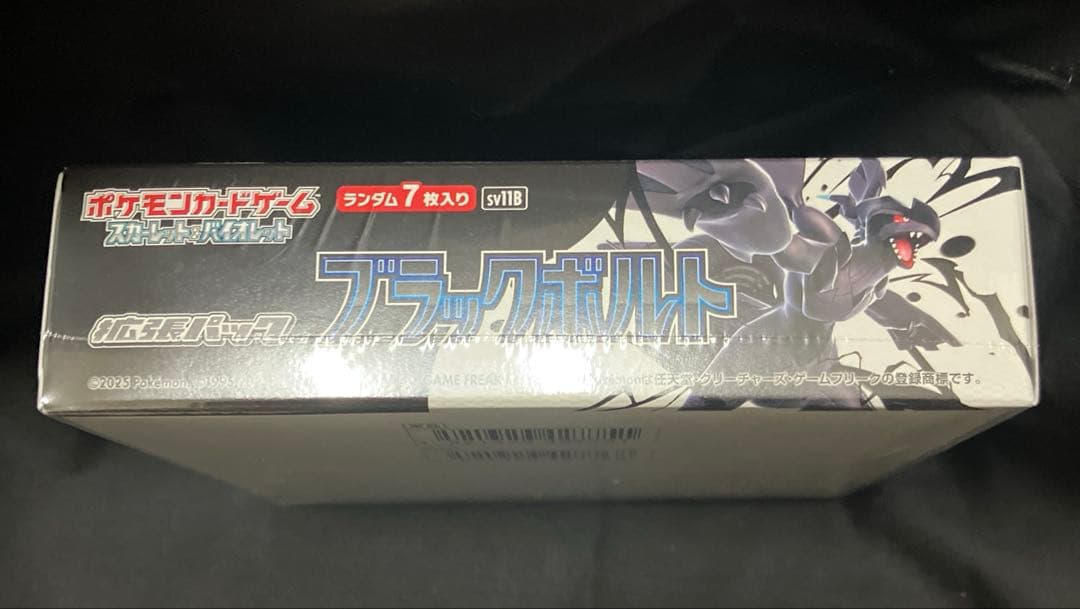 ポケモンカードゲーム
スカーレット&バイオレット
ランダム7枚入り
sv11B
ブラックボルト
拡張パック
©2025 Pokémon. ©1995
GAME FREAK
は任天堂・クリーチャーズ・ゲームフリークの登録商標です。